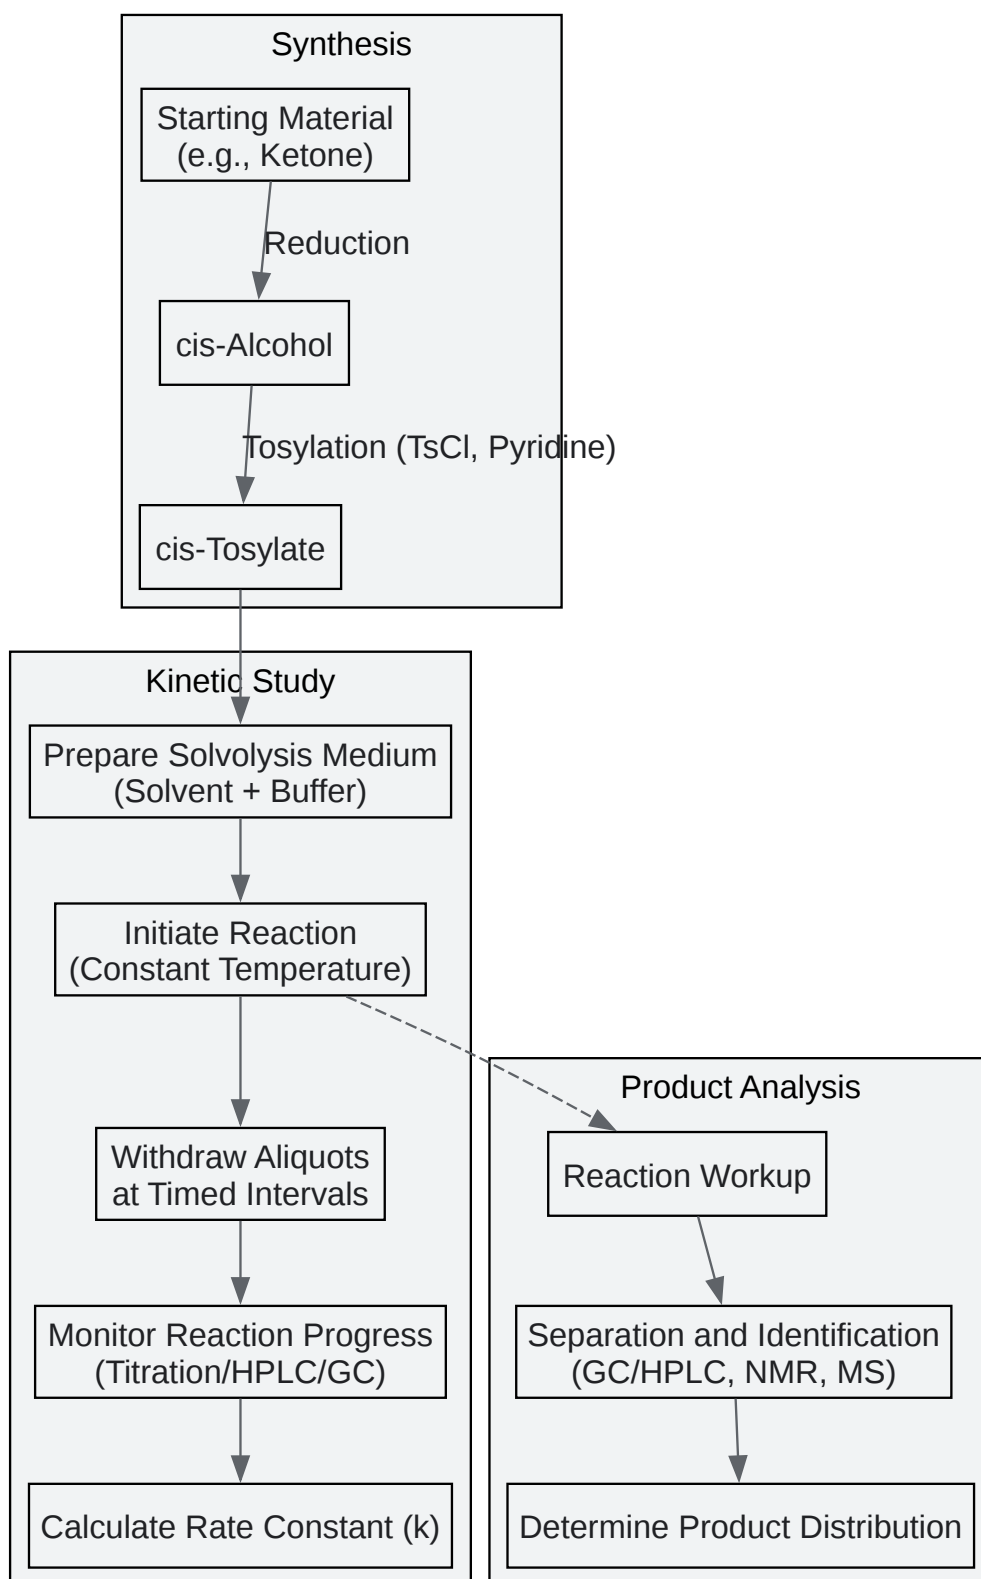 Synthesis
Starting Material
(e.g., Ketone)
Reduction
cis-Alcohol
Tosylation (TsCl, Pyridine)
cis-Tosylate
Kinetic Study
Prepare Solvolysis Medium
(Solvent + Buffer)
Initiate Reaction
(Constant Temperature)
Withdraw Aliquots
at Timed Intervals
Monitor Reaction Progress
(Titration/HPLC/GC)
Calculate Rate Constant (k)
Product Analysis
Reaction Workup
Separation and Identification
(GC/HPLC, NMR, MS)
Determine Product Distribution